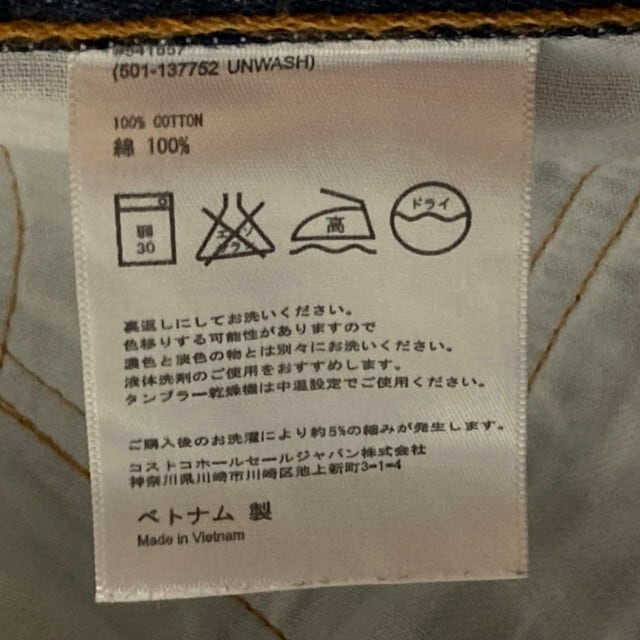 #541657
(501-137752 UNWASH)
100% COTTON
綿 100%
弱 30
エンソ サラシ
高
ドライ
裏返しにしてお洗いください。
色移りする可能性がありますので
濃色と淡色の物とは別々にお洗いください。
液体洗剤のご使用をおすすめします。
タンブラー乾燥機は中温設定でご使用ください。
ご購入後のお洗濯により約5%の縮みが発生します。
コストコホールセールジャパン株式会社
神奈川県川崎市川崎区池上新町3-1-4
ベトナム 製
Made in Vietnam